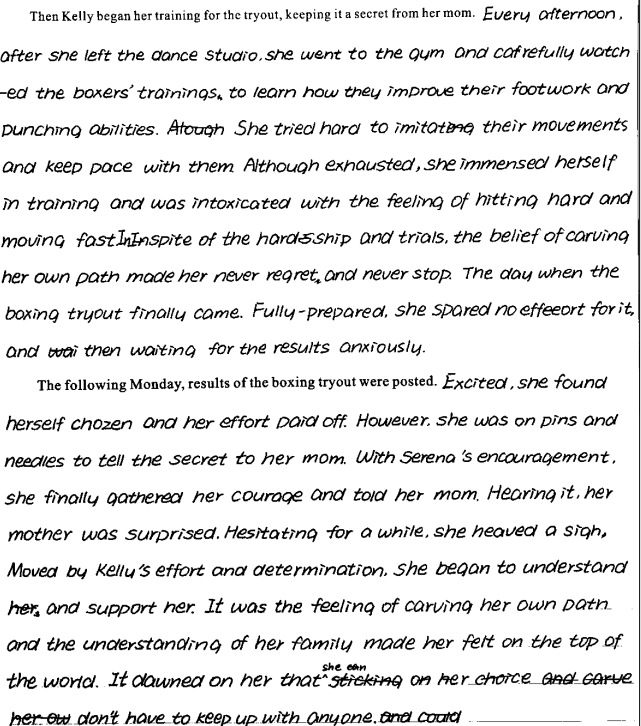 Then Kelly began her training for the tryout, keeping it a secret from her mom. Every afternoon,
after she left the dance studio, she went to the gym and cafrefully watch
-ed the boxers' trainings, to learn how they improve their footwork and
punching abilities. Atough She tried hard to imitating their movements
and keep pace with them. Although exhausted, she immensed herself
in training and was intoxicated with the feeling of hitting hard and
moving fast. In Inspite of the hardsship and trials, the belief of carving
her own path made her never regret, and never stop. The day when the
boxing tryout finally came. Fully-prepared, she spared no effeeort for it,
and wai then waiting for the results anxiously.
The following Monday, results of the boxing tryout were posted. Excited, she found
herself chozen and her effort paid off. However, she was on pins and
needles to tell the secret to her mom. With Serena's encouragement,
she finally gathered her courage and told her mom. Hearing it, her
mother was surprised. Hesitating for a while, she heaved a sigh,
Moved by Kelly's effort and determination, she began to understand
her, and support her. It was the feeling of carving her own path
and the understanding of her family made her felt on the top of
the world. It dawned on her that she can sticking on her choice and carve
her ow don't have to keep up with anyone, and could